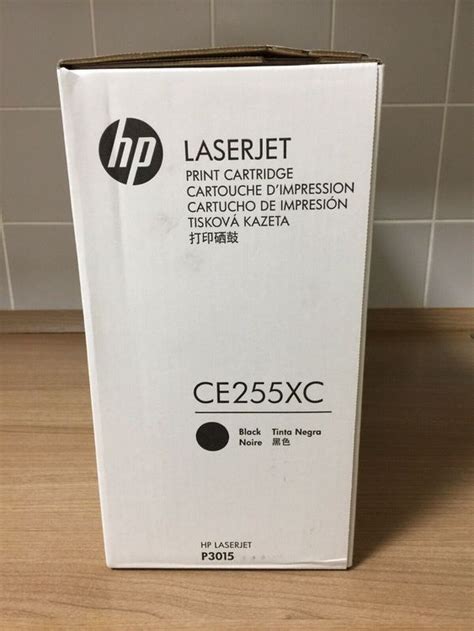 hp
LASERJET
PRINT CARTRIDGE
CARTOUCHE D'IMPRESSION
CARTUCHO DE IMPRESIÓN
TISKOVÁ KAZETA
打印硒鼓
CE255XC
Black Tinta Negra
Noire 黑色
HP LASERJET
P3015